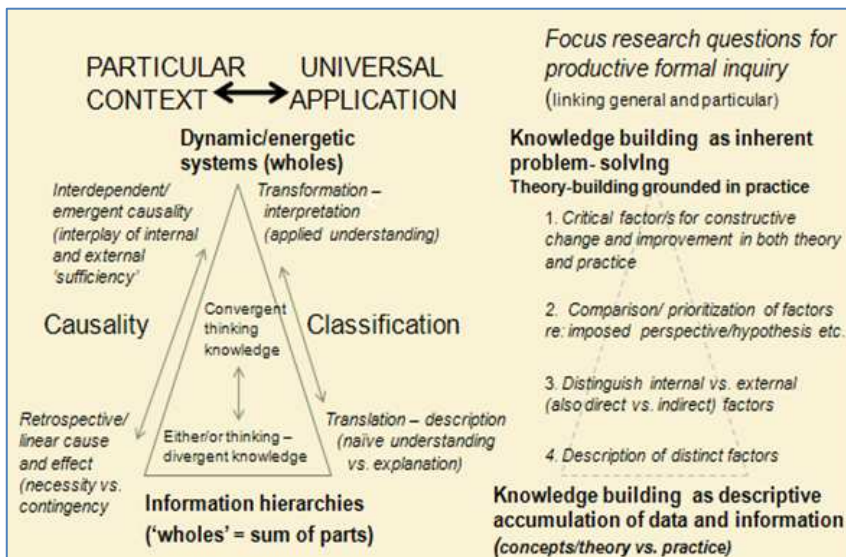 PARTICULAR UNIVERSAL
CONTEXT APPLICATION
Dynamic/energetic
systems (wholes)
Interdependent/
emergent causality
(interplay of internal
and external
'sufficiency'
Transformation –
interpretation
(applied understanding)
Causality
Convergent
thinking
knowledge
Classification
Retrospective/
linear cause
and effect
(necessity vs.
contingency
Either/or thinking –
divergent knowledge
Translation – description
(naïve understanding
vs. explanation)
Information hierarchies
('wholes' = sum of parts)
Focus research questions for
productive formal inquiry
(linking general and particular)
Knowledge building as inherent
problem- solving
Theory-building grounded in practice
1. Critical factor/s for constructive
change and improvement in both theory
and practice
2. Comparison/ prioritization of factors
re: imposed perspective/hypothesis etc.
3. Distinguish internal vs. external
(also direct vs. indirect) factors
4. Description of distinct factors
Knowledge building as descriptive
accumulation of data and information
(concepts/theory vs. practice)